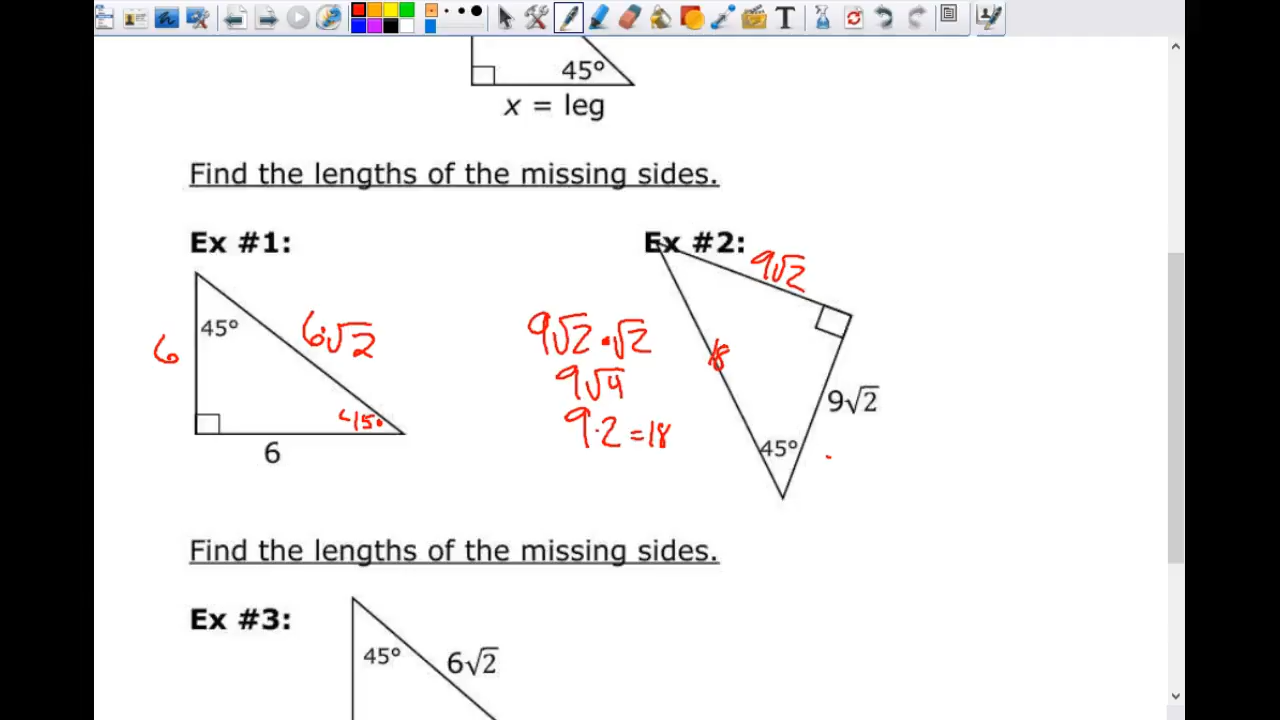 45°
x = leg
Find the lengths of the missing sides.
Ex #1:
45°
6
6·√2
45°
6
Ex #2:
9√2
9√2 · √2
9√4
9·2 = 18
18
9√2
45°
Find the lengths of the missing sides.
Ex #3:
45°
6√2